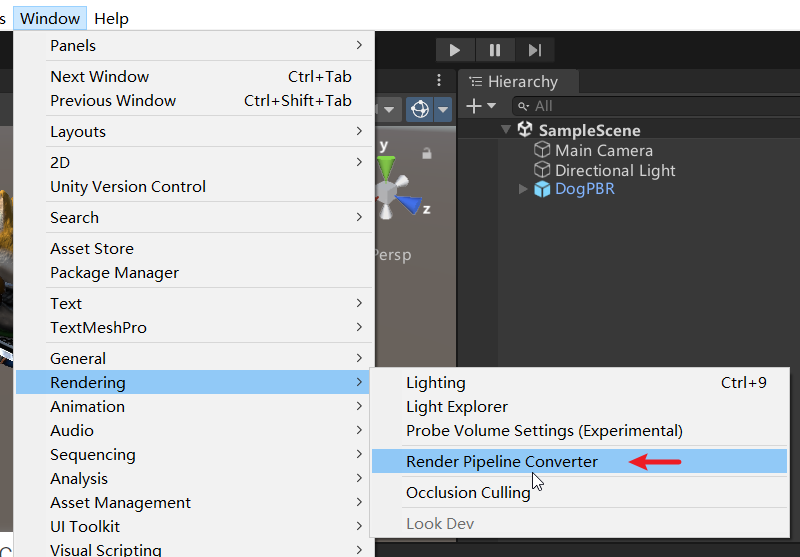 s Window Help
Panels
Next Window Ctrl+Tab
Previous Window Ctrl+Shift+Tab
Layouts
2D
Unity Version Control
Search
Asset Store
Package Manager
Text
TextMeshPro
General
Rendering
Animation
Audio
Sequencing
Analysis
Asset Management
UI Toolkit
Visual Scripting
Lighting Ctrl+9
Light Explorer
Probe Volume Settings (Experimental)
Render Pipeline Converter
Occlusion Culling
Look Dev
y
z
Persp
Hierarchy
All
SampleScene
Main Camera
Directional Light
DogPBR